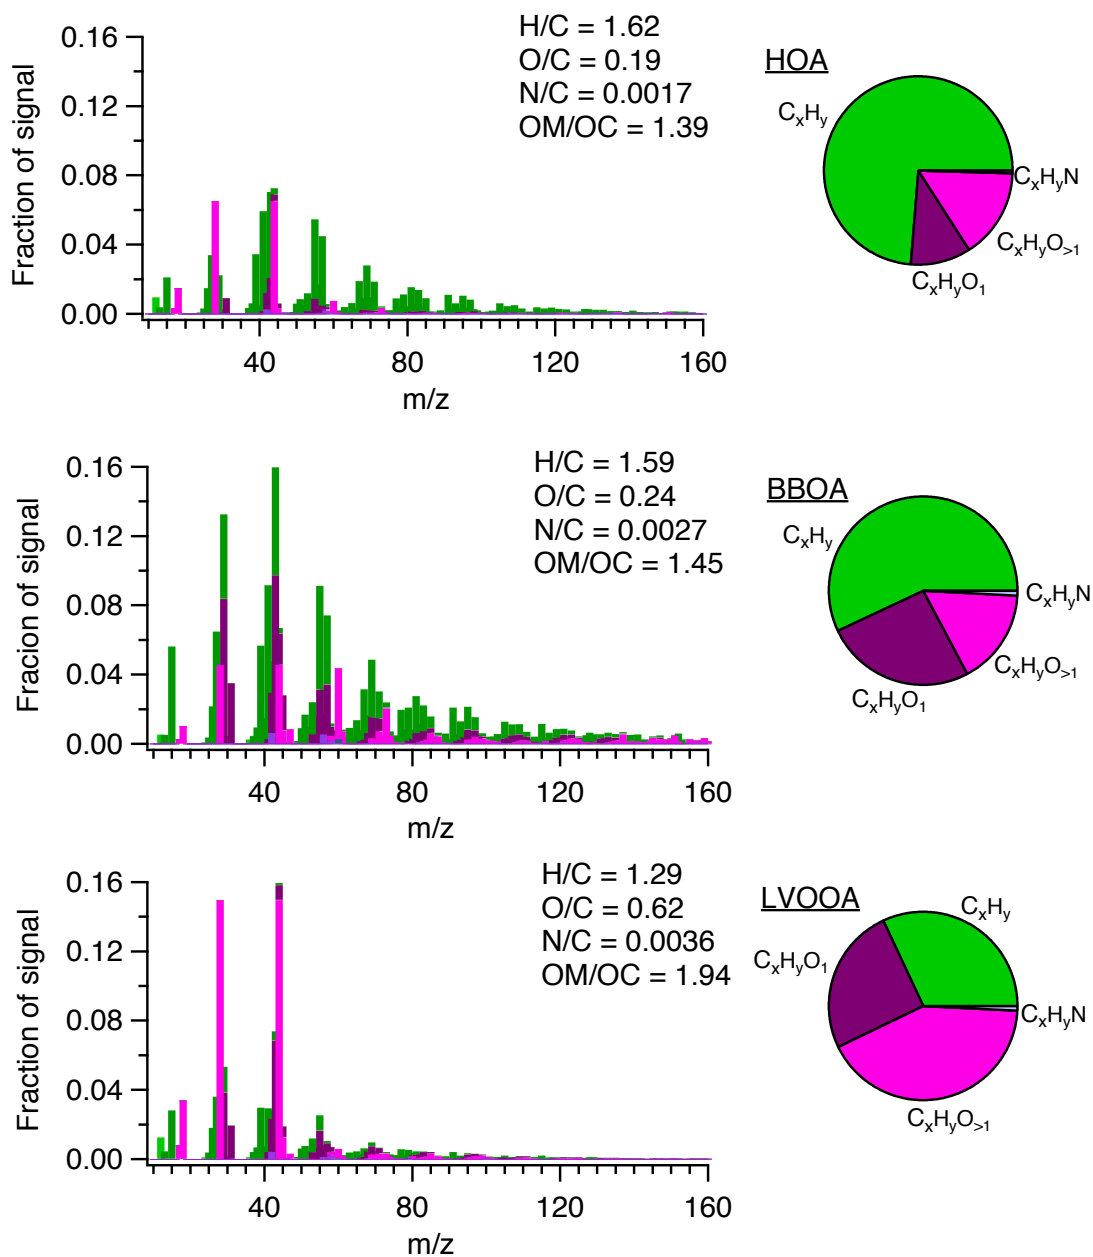 H/C = 1.62
O/C = 0.19
N/C = 0.0017
OM/OC = 1.39
HOA
CxHy
CxHyN
CxHyO>1
CxHyO1
Fraction of signal
0.16
0.12
0.08
0.04
0.00
40
80
120
160
m/z
H/C = 1.59
O/C = 0.24
N/C = 0.0027
OM/OC = 1.45
BBOA
CxHy
CxHyN
CxHyO>1
CxHyO1
Fracion of signal
0.16
0.12
0.08
0.04
0.00
40
80
120
160
m/z
H/C = 1.29
O/C = 0.62
N/C = 0.0036
OM/OC = 1.94
LVOOA
CxHy
CxHyO1
CxHyN
CxHyO>1
Fraction of signal
0.16
0.12
0.08
0.04
0.00
40
80
120
160
m/z